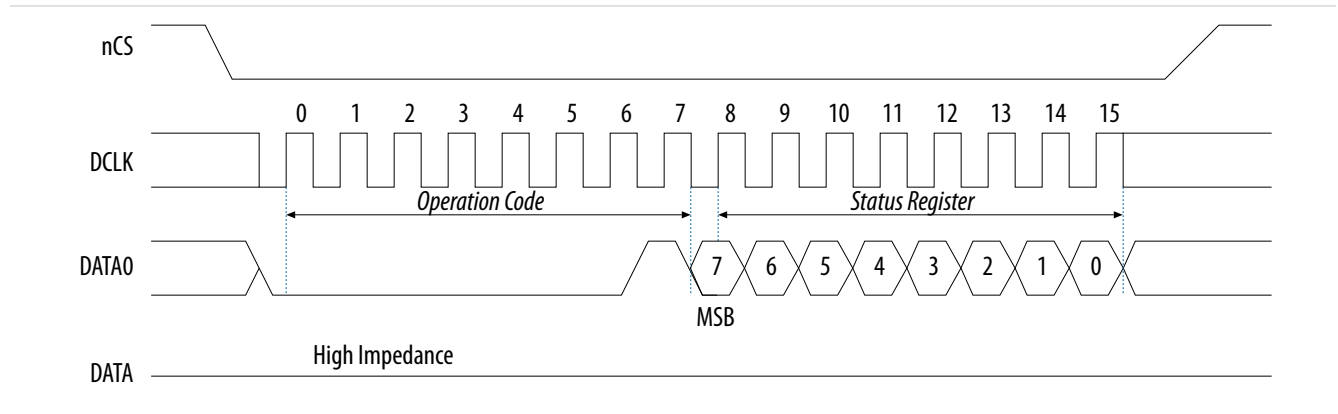 nCS
0 1 2 3 4 5 6 7 8 9 10 11 12 13 14 15
DCLK
Operation Code Status Register
DATA0 7 6 5 4 3 2 1 0
MSB
High Impedance
DATA